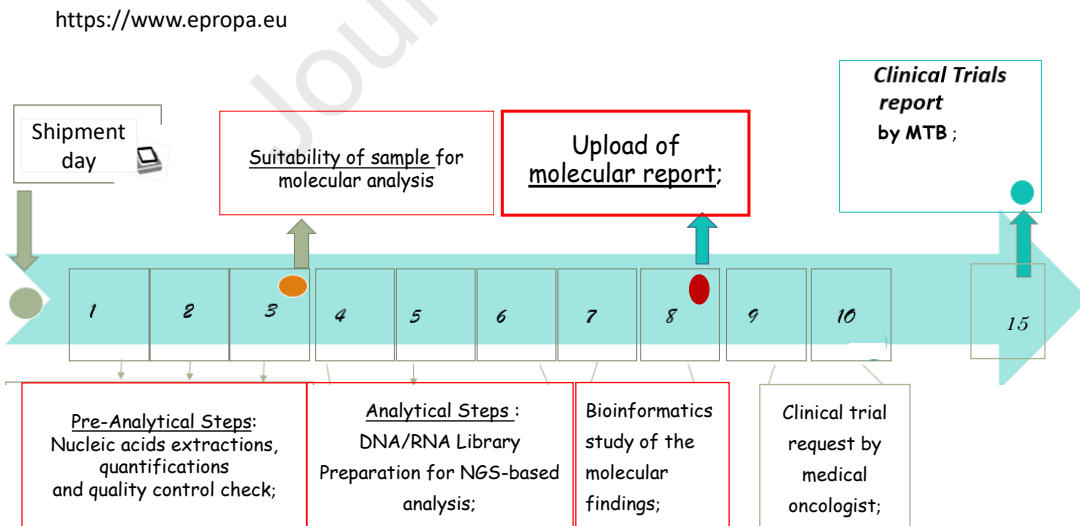 https://www.epropa.eu
Jour
Shipment
day
Suitability of sample for
molecular analysis
Upload of
molecular report;
Clinical Trials
report
by MTB ;
1 2 3 4 5 6 7 8 9 10 15
Pre-Analytical Steps:
Nucleic acids extractions,
quantifications
and quality control check;
Analytical Steps :
DNA/RNA Library
Preparation for NGS-based
analysis;
Bioinformatics
study of the
molecular
findings;
Clinical trial
request by
medical
oncologist;